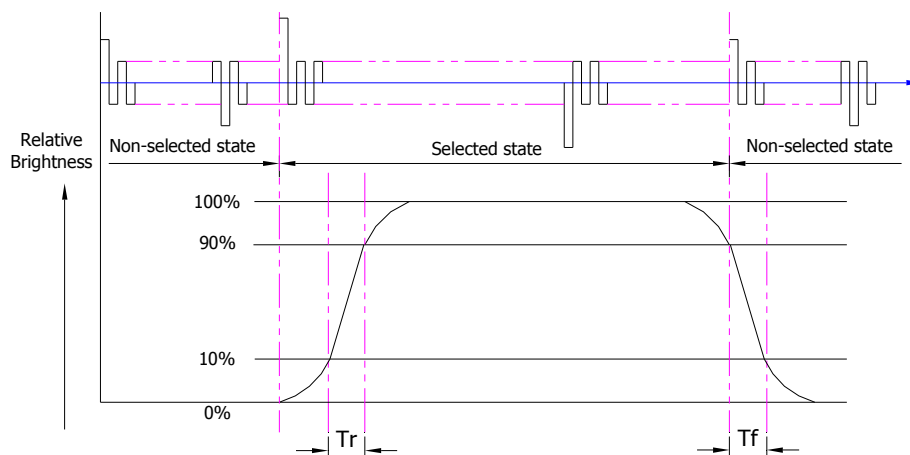 Relative
Brightness
Non-selected state
Selected state
Non-selected state
100%
90%
10%
0%
Tr
Tf